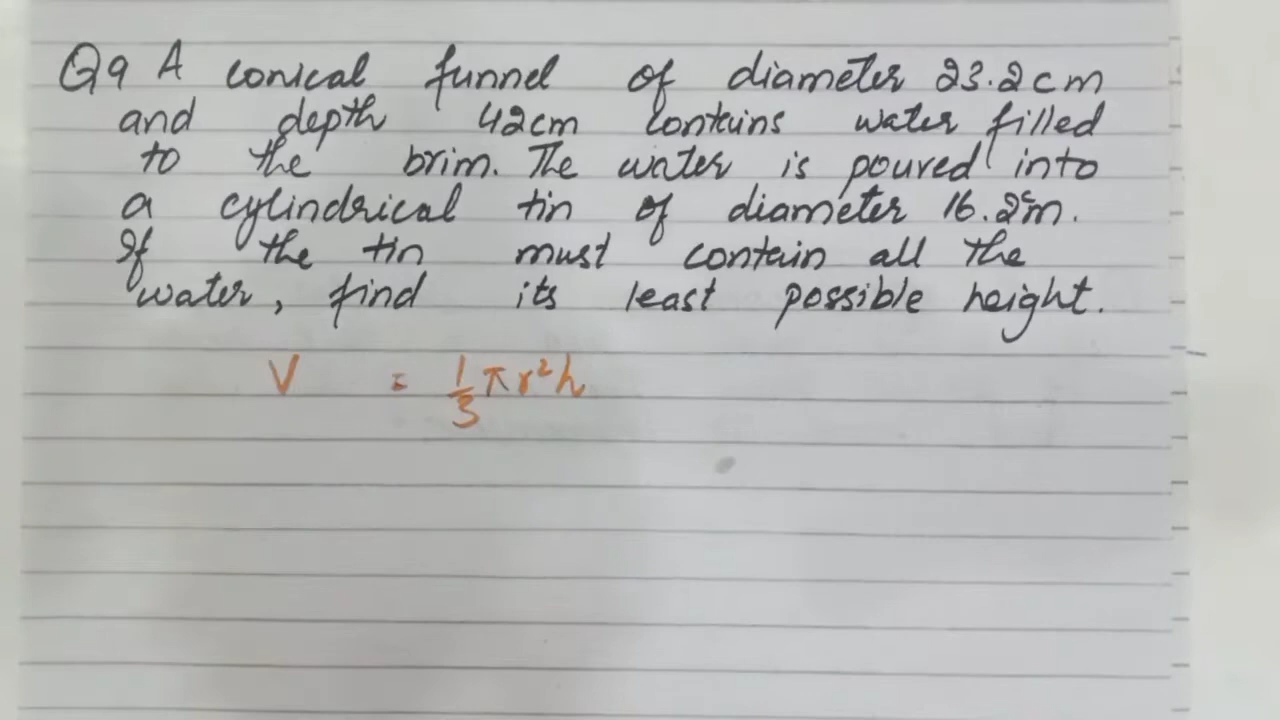 Q9 A conical funnel of diameter 23.2cm
and depth 42cm contains water filled
to the brim. The water is poured into
a cylindrical tin of diameter 16.2cm.
If the tin must contain all the
water, find its least possible height.
V = 1/3 πr²h